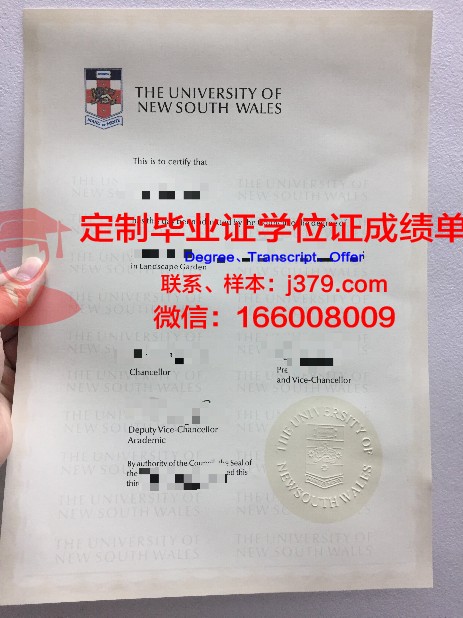 THE UNIVERSITY OF
NEW SOUTH WALES
This is to certify that
定制毕业证学位证成绩单
Degree、Transcript、Offer
in Landscape Garden
联系、样本：j379.com
微信：166008009
Chancellor
and Vice-Chancellor
Deputy Vice-Chancellor
Academic
By authority of the Council, the Seal of
the
this
THE UNIVERSITY OF
NEW SOUTH WALES